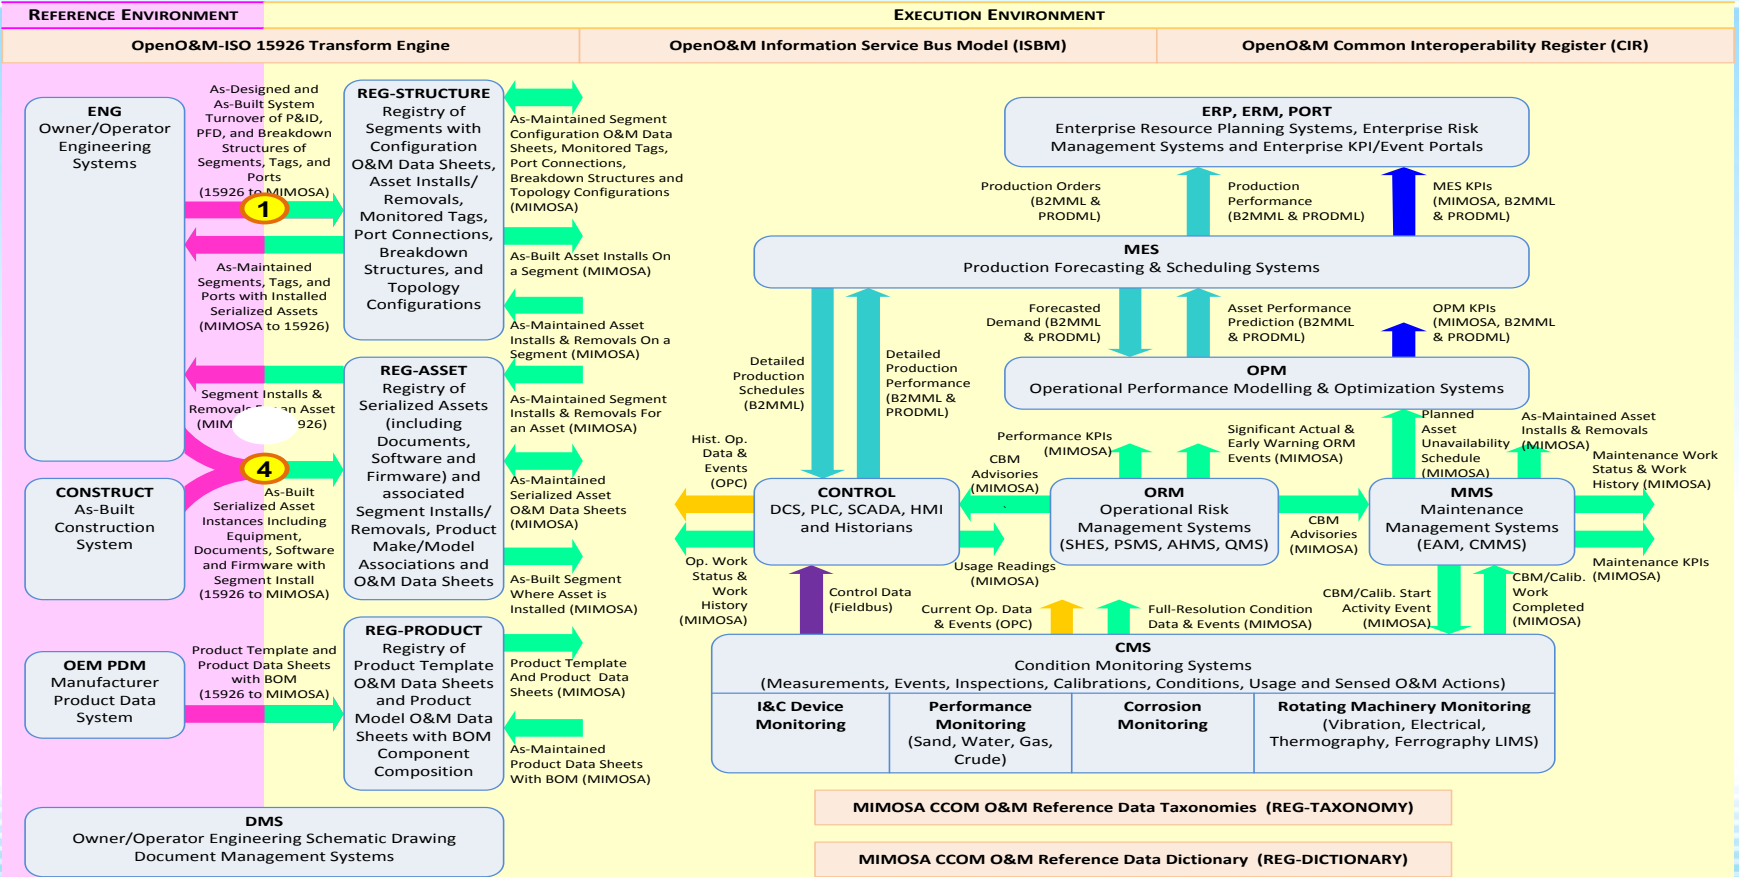 REFERENCE ENVIRONMENT
EXECUTION ENVIRONMENT
OpenO&M-ISO 15926 Transform Engine
OpenO&M Information Service Bus Model (ISBM)
OpenO&M Common Interoperability Register (CIR)
ENG
Owner/Operator
Engineering
Systems
As-Designed and
As-Built System
Turnover of P&ID,
PFD, and Breakdown
Structures of
Segments, Tags, and
Ports
(15926 to MIMOSA)
1
As-Maintained
Segments, Tags, and
Ports with Installed
Serialized Assets
(MIMOSA to 15926)
Segment Installs &
Removals For an Asset
(MIM 15926)
4
CONSTRUCT
As-Built
Construction
System
As-Built
Serialized Asset
Instances Including
Equipment,
Documents, Software
and Firmware with
Segment Install
(15926 to MIMOSA)
OEM PDM
Manufacturer
Product Data
System
Product Template and
Product Data Sheets
with BOM
(15926 to MIMOSA)
DMS
Owner/Operator Engineering Schematic Drawing
Document Management Systems
REG-STRUCTURE
Registry of
Segments with
Configuration
O&M Data Sheets,
Asset Installs/
Removals,
Monitored Tags,
Port Connections,
Breakdown
Structures, and
Topology
Configurations
As-Maintained Segment
Configuration O&M Data
Sheets, Monitored Tags,
Port Connections,
Breakdown Structures and
Topology Configurations
(MIMOSA)
As-Built Asset Installs On
a Segment (MIMOSA)
As-Maintained Asset
Installs & Removals On a
Segment (MIMOSA)
REG-ASSET
Registry of
Serialized Assets
(including
Documents,
Software and
Firmware) and
associated
Segment Installs/
Removals, Product
Make/Model
Associations and
O&M Data Sheets
As-Maintained Segment
Installs & Removals For
an Asset (MIMOSA)
As-Maintained
Serialized Asset
O&M Data Sheets
(MIMOSA)
As-Built Segment
Where Asset is
Installed (MIMOSA)
REG-PRODUCT
Registry of
Product Template
O&M Data Sheets
and Product
Model O&M Data
Sheets with BOM
Component
Composition
Product Template
And Product Data
Sheets (MIMOSA)
As-Maintained
Product Data Sheets
With BOM (MIMOSA)
ERP, ERM, PORT
Enterprise Resource Planning Systems, Enterprise Risk
Management Systems and Enterprise KPI/Event Portals
Production Orders
(B2MML &
PRODML)
Production
Performance
(B2MML & PRODML)
MES KPIs
(MIMOSA, B2MML
& PRODML)
MES
Production Forecasting & Scheduling Systems
Forecasted
Demand (B2MML
& PRODML)
Asset Performance
Prediction (B2MML
& PRODML)
OPM KPIs
(MIMOSA, B2MML
& PRODML)
Detailed
Production
Schedules
(B2MML)
Detailed
Production
Performance
(B2MML &
PRODML)
OPM
Operational Performance Modelling & Optimization Systems
Hist. Op.
Data &
Events
(OPC)
Performance KPIs
(MIMOSA)
CBM
Advisories
(MIMOSA)
Significant Actual &
Early Warning ORM
Events (MIMOSA)
Planned
Asset
Unavailability
Schedule
(MIMOSA)
As-Maintained Asset
Installs & Removals
(MIMOSA)
Maintenance Work
Status & Work
History (MIMOSA)
CONTROL
DCS, PLC, SCADA, HMI
and Historians
ORM
Operational Risk
Management Systems
(SHES, PSMS, AHMS, QMS)
CBM
Advisories
(MIMOSA)
MMS
Maintenance
Management Systems
(EAM, CMMS)
Maintenance KPIs
(MIMOSA)
Op. Work
Status &
Work
History
(MIMOSA)
Usage Readings
(MIMOSA)
Control Data
(Fieldbus)
Current Op. Data
& Events (OPC)
Full-Resolution Condition
Data & Events (MIMOSA)
CBM/Calib. Start
Activity Event
(MIMOSA)
CBM/Calib.
Work
Completed
(MIMOSA)
CMS
Condition Monitoring Systems
(Measurements, Events, Inspections, Calibrations, Conditions, Usage and Sensed O&M Actions)
I&C Device
Monitoring
Performance
Monitoring
(Sand, Water, Gas,
Crude)
Corrosion
Monitoring
Rotating Machinery Monitoring
(Vibration, Electrical,
Thermography, Ferrography LIMS)
MIMOSA CCOM O&M Reference Data Taxonomies (REG-TAXONOMY)
MIMOSA CCOM O&M Reference Data Dictionary (REG-DICTIONARY)